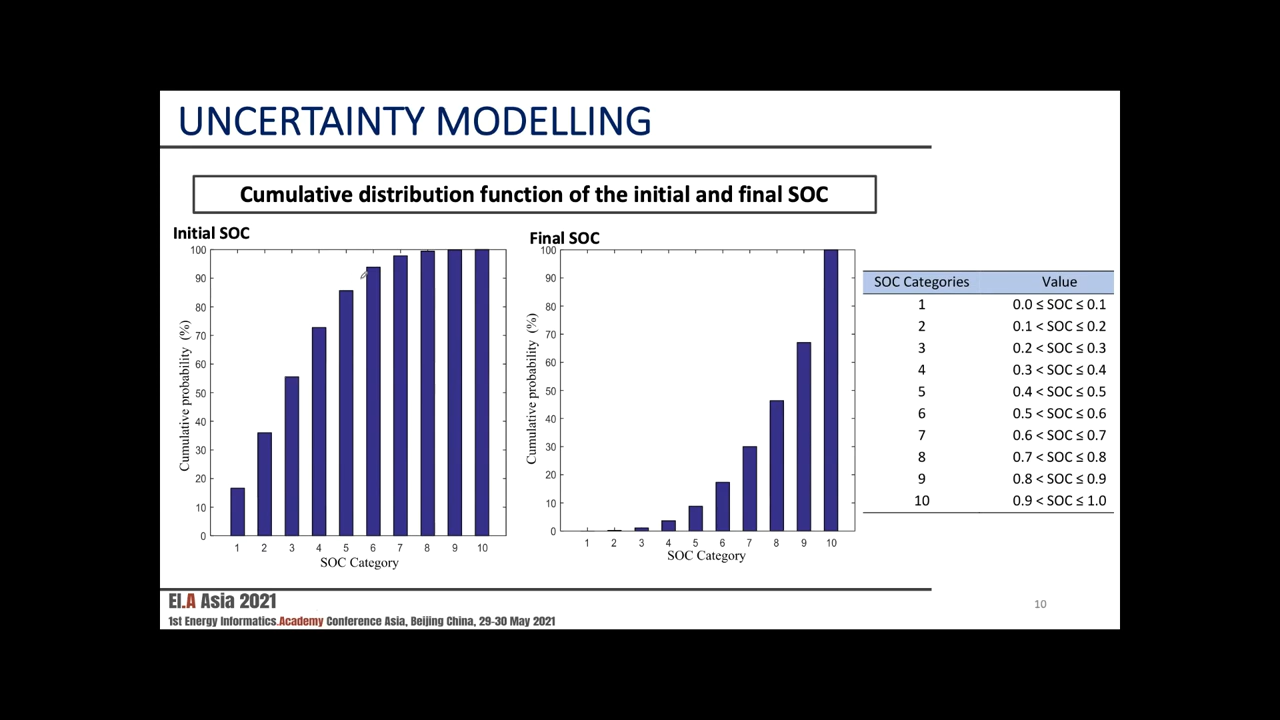 UNCERTAINTY MODELLING
Cumulative distribution function of the initial and final SOC
Initial SOC
Cumulative probability (%)
100
90
80
70
60
50
40
30
20
10
0
1 2 3 4 5 6 7 8 9 10
SOC Category
Final SOC
Cumulative probability (%)
100
90
80
70
60
50
40
30
20
10
0
1 2 3 4 5 6 7 8 9 10
SOC Category
SOC Categories Value
1 0.0 ≤ SOC ≤ 0.1
2 0.1 < SOC ≤ 0.2
3 0.2 < SOC ≤ 0.3
4 0.3 < SOC ≤ 0.4
5 0.4 < SOC ≤ 0.5
6 0.5 < SOC ≤ 0.6
7 0.6 < SOC ≤ 0.7
8 0.7 < SOC ≤ 0.8
9 0.8 < SOC ≤ 0.9
10 0.9 < SOC ≤ 1.0
EI.A Asia 2021
1st Energy Informatics.Academy Conference Asia, Beijing China, 29-30 May 2021
10